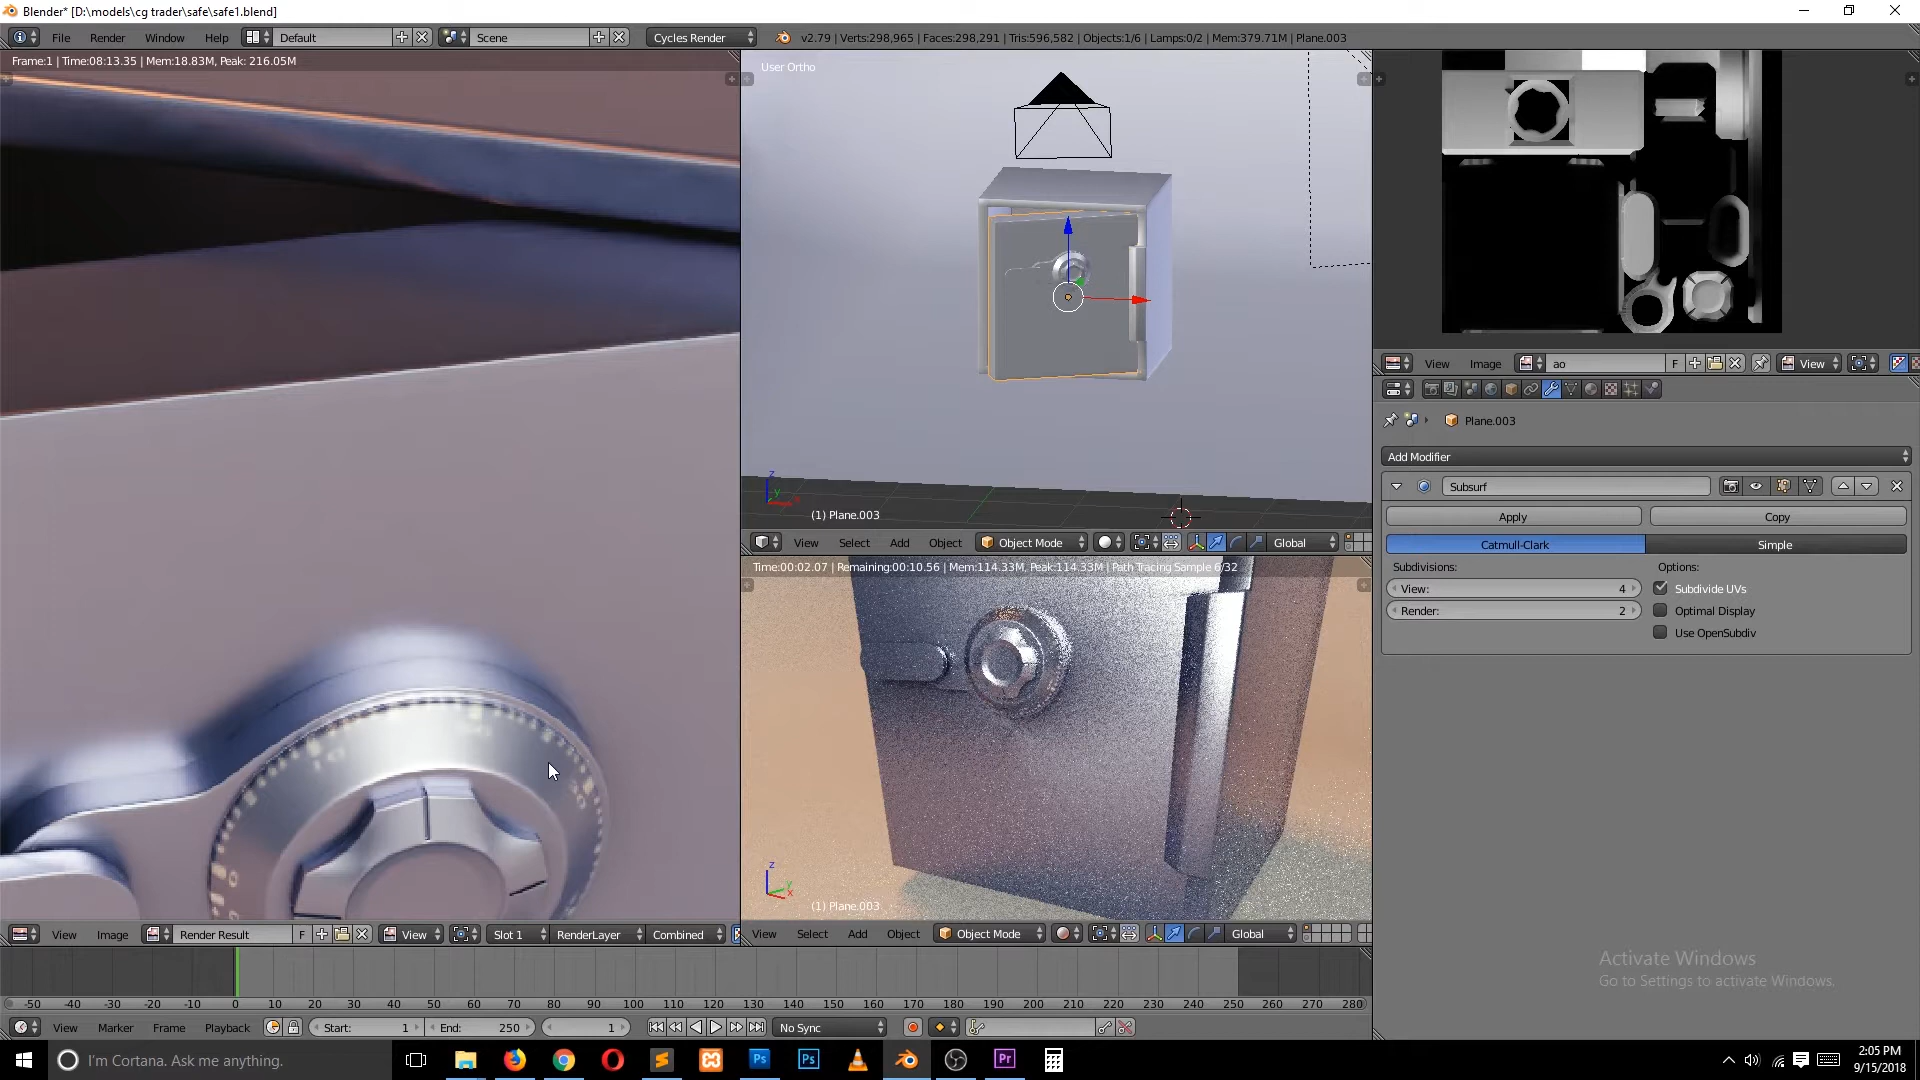 Blender* [D:\models\cg trader\safe\safe1.blend]
File Render Window Help Default Scene Cycles Render v2.79 | Verts:298,965 | Faces:298,291 | Tris:596,582 | Objects:1/6 | Lamps:0/2 | Mem:379.71M | Plane.003
Frame:1 | Time:08:13.35 | Mem:18.83M, Peak: 216.05M
User Ortho
z
y
x
(1) Plane.003
View Select Add Object Object Mode Global
View Image ao F View
Plane.003
Add Modifier
Subsurf
Apply Copy
Catmull-Clark Simple
Subdivisions: Options:
View: 4 Subdivide UVs
Render: 2 Optimal Display
Use OpenSubdiv
Time:00:02.07 | Remaining:00:10.56 | Mem:114.33M, Peak:114.33M | Path Tracing Sample 6/32
z
y
x
(1) Plane.003
View Image Render Result F View Slot 1 RenderLayer Combined
View Select Add Object Object Mode Global
Activate Windows
Go to Settings to activate Windows.
-50 -40 -30 -20 -10 0 10 20 30 40 50 60 70 80 90 100 110 120 130 140 150 160 170 180 190 200 210 220 230 240 250 260 270 280
View Marker Frame Playback Start: 1 End: 250 1 No Sync
I'm Cortana. Ask me anything.
Ps Ps Pr
2:05 PM
9/15/2018